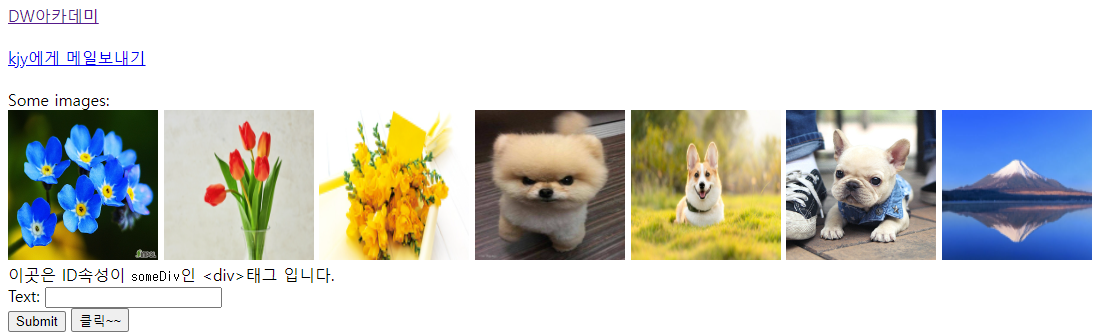 DW아카데미
kjy에게 메일보내기
Some images:
이곳은 ID속성이 someDiv인 <div>태그 입니다.
Text:
Submit 클릭~~